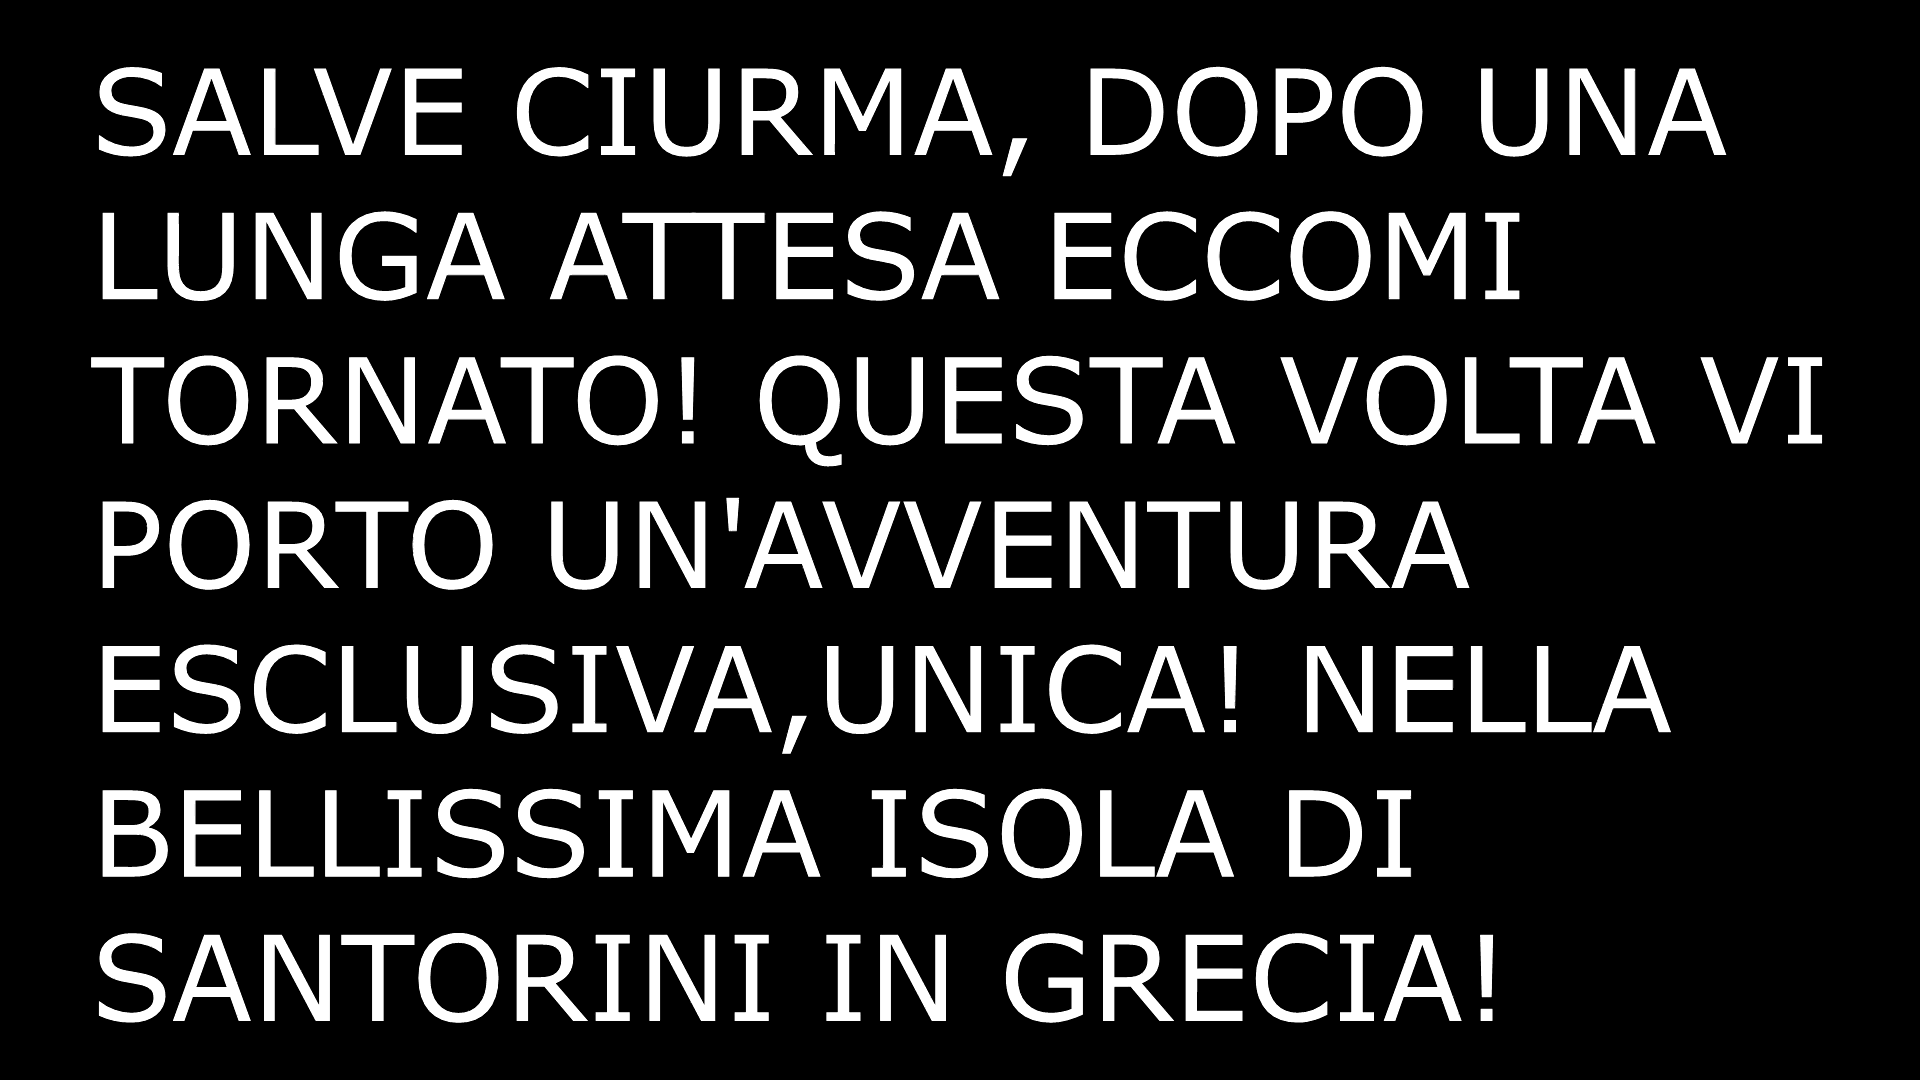 SALVE CIURMA, DOPO UNA
LUNGA ATTESA ECCOMI
TORNATO! QUESTA VOLTA VI
PORTO UN'AVVENTURA
ESCLUSIVA,UNICA! NELLA
BELLISSIMA ISOLA DI
SANTORINI IN GRECIA!